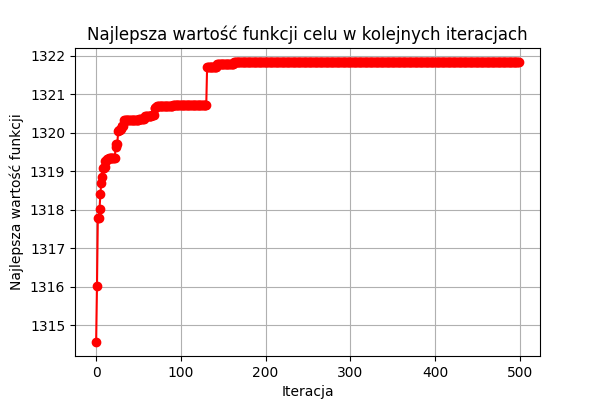 Najlepsza wartość funkcji celu w kolejnych iteracjach
1322
1321
1320
1319
1318
1317
1316
1315
Najlepsza wartość funkcji
0 100 200 300 400 500
Iteracja